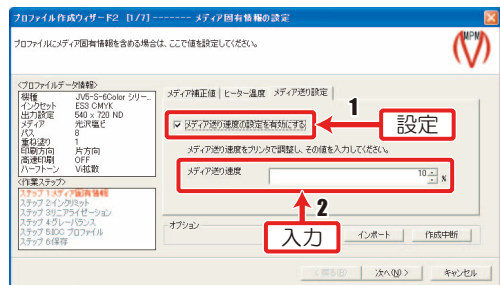 プロファイル作成ウィザード2 [1/7] ------- メディア固有情報の設定
プロファイルにメディア固有情報を含める場合は、ここで値を設定してください。
MPM
<プロファイルデータ情報>
機種 JV5-S-6Color シリー...
インクセット ES3 CMYK
出力設定 540 x 720 ND
メディア 光沢塩ビ
パス 8
重ね塗り 1
印刷方向 片方向
高速印刷 OFF
ハーフトーン Vi拡散
<作業ステップ>
ステップ 1:メディア固有情報
ステップ 2:インクリミット
ステップ 3:リニアライゼーション
ステップ 4:グレーバランス
ステップ 5:ICC プロファイル
ステップ 6:保存
メディア補正値 ヒーター温度 メディア送り設定
1
設定
メディア送り速度の設定を有効にする
メディア送り速度をプリンタで調整し、その値を入力してください。
メディア送り速度 10 %
2
入力
オプション インポート 作成中断
< 戻る(B) 次へ(N) > キャンセル